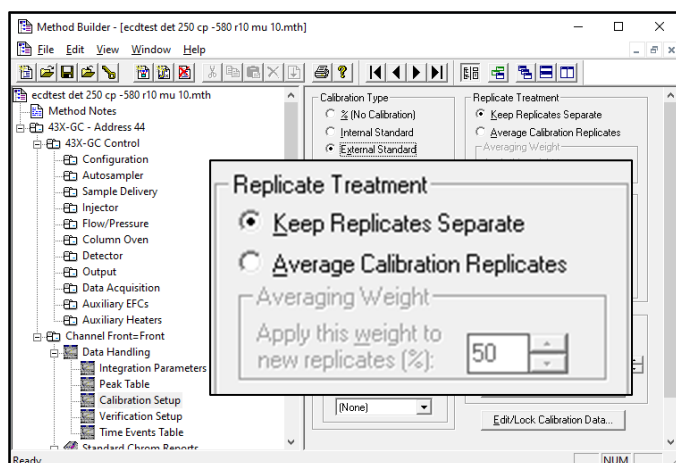 Method Builder - [ecdtest det 250 cp -580 r10 mu 10.mth]
File Edit View Window Help
ecdtest det 250 cp -580 r10 mu 10.mth
Method Notes
43X-GC - Address 44
43X-GC Control
Configuration
Autosampler
Sample Delivery
Injector
Flow/Pressure
Column Oven
Detector
Output
Data Acquisition
Auxiliary EFCs
Auxiliary Heaters
Channel Front=Front
Data Handling
Integration Parameters
Peak Table
Calibration Setup
Verification Setup
Time Events Table
Standard Chrom Reports
Calibration Type
% (No Calibration)
Internal Standard
External Standard
Replicate Treatment
Keep Replicates Separate
Average Calibration Replicates
Averaging Weight
Replicate Treatment
Keep Replicates Separate
Average Calibration Replicates
Averaging Weight
Apply this weight to
new replicates (%): 50
(None)
Edit/Lock Calibration Data...
Ready
NUM